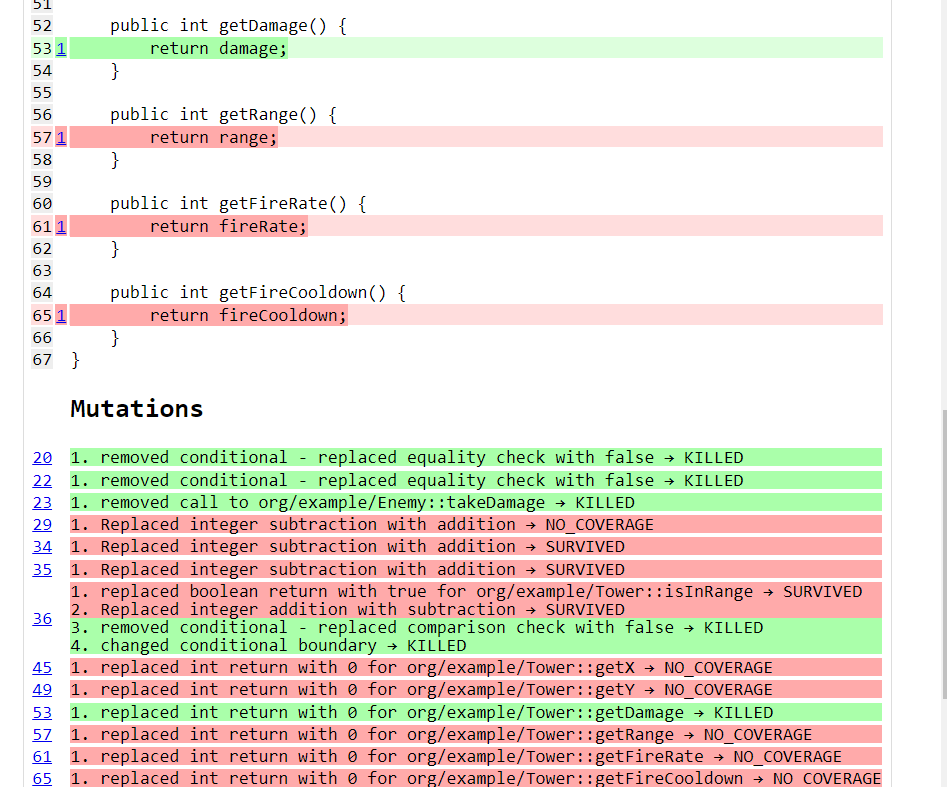 51
52 public int getDamage() {
53 1 return damage;
54 }
55
56 public int getRange() {
57 1 return range;
58 }
59
60 public int getFireRate() {
61 1 return fireRate;
62 }
63
64 public int getFireCooldown() {
65 1 return fireCooldown;
66 }
67 }
Mutations
20 1. removed conditional - replaced equality check with false → KILLED
22 1. removed conditional - replaced equality check with false → KILLED
23 1. removed call to org/example/Enemy::takeDamage → KILLED
29 1. Replaced integer subtraction with addition → NO_COVERAGE
34 1. Replaced integer subtraction with addition → SURVIVED
35 1. Replaced integer subtraction with addition → SURVIVED
36 1. replaced boolean return with true for org/example/Tower::isInRange → SURVIVED
2. Replaced integer addition with subtraction → SURVIVED
3. removed conditional - replaced comparison check with false → KILLED
4. changed conditional boundary → KILLED
45 1. replaced int return with 0 for org/example/Tower::getX → NO_COVERAGE
49 1. replaced int return with 0 for org/example/Tower::getY → NO_COVERAGE
53 1. replaced int return with 0 for org/example/Tower::getDamage → KILLED
57 1. replaced int return with 0 for org/example/Tower::getRange → NO_COVERAGE
61 1. replaced int return with 0 for org/example/Tower::getFireRate → NO_COVERAGE
65 1. replaced int return with 0 for org/example/Tower::getFireCooldown → NO_COVERAGE